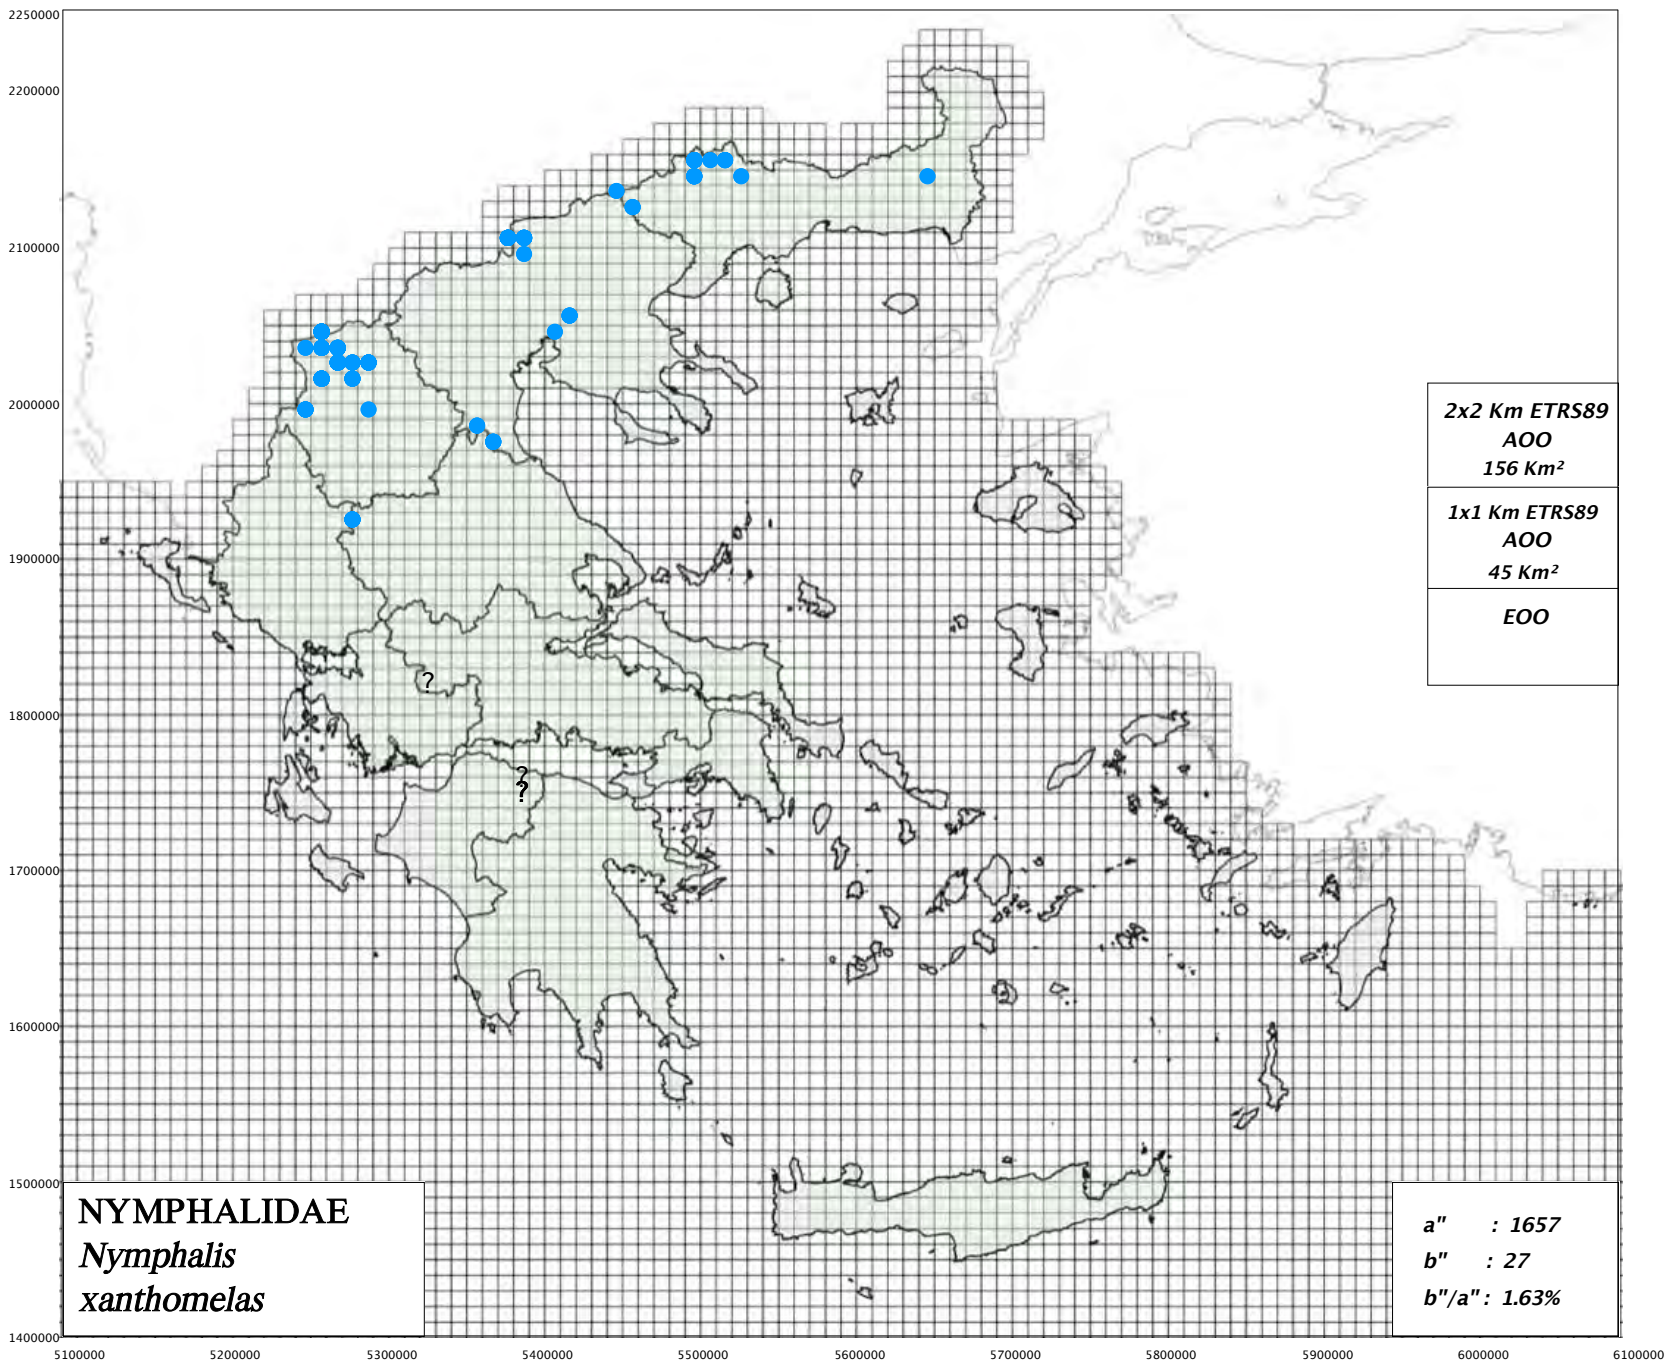 2250000
2200000
2100000
2000000
1900000
1800000
1700000
1600000
1500000
1400000
2x2 Km ETRS89
AOO
156 Km²
1x1 Km ETRS89
AOO
45 Km²
EOO
?
?
?
NYMPHALIDAE
Nymphalis
xanthomelas
a" : 1657
b" : 27
b"/a" : 1.63%
5100000 5200000 5300000 5400000 5500000 5600000 5700000 5800000 5900000 6000000 6100000